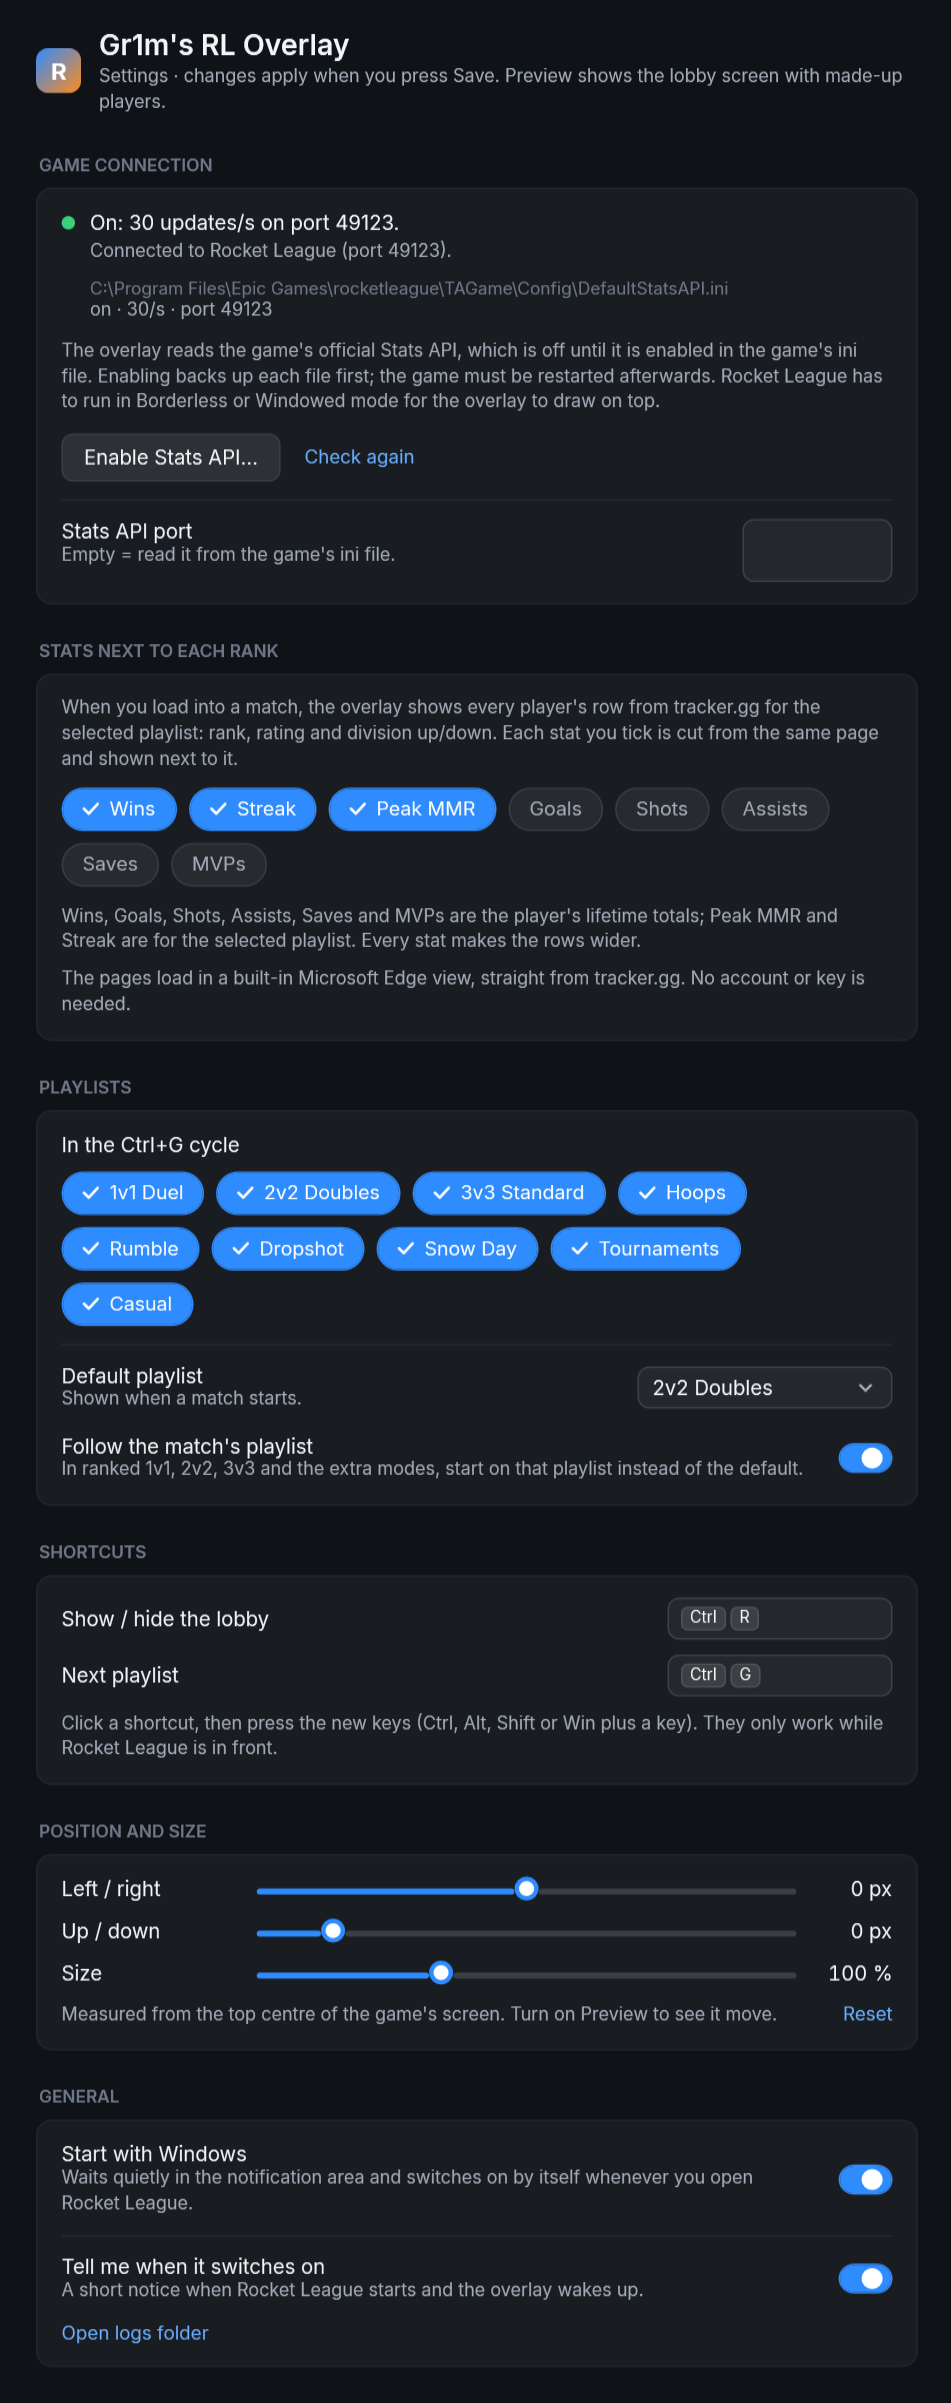 R
Gr1m's RL Overlay
Settings · changes apply when you press Save. Preview shows the lobby screen with made-up
players.
GAME CONNECTION
On: 30 updates/s on port 49123.
Connected to Rocket League (port 49123).
C:\Program Files\Epic Games\rocketleague\TAGame\Config\DefaultStatsAPI.ini
on · 30/s · port 49123
The overlay reads the game's official Stats API, which is off until it is enabled in the game's ini
file. Enabling backs up each file first; the game must be restarted afterwards. Rocket League has
to run in Borderless or Windowed mode for the overlay to draw on top.
Enable Stats API... Check again
Stats API port
Empty = read it from the game's ini file.
STATS NEXT TO EACH RANK
When you load into a match, the overlay shows every player's row from tracker.gg for the
selected playlist: rank, rating and division up/down. Each stat you tick is cut from the same page
and shown next to it.
Wins Streak Peak MMR Goals Shots Assists
Saves MVPs
Wins, Goals, Shots, Assists, Saves and MVPs are the player's lifetime totals; Peak MMR and
Streak are for the selected playlist. Every stat makes the rows wider.
The pages load in a built-in Microsoft Edge view, straight from tracker.gg. No account or key is
needed.
PLAYLISTS
In the Ctrl+G cycle
1v1 Duel 2v2 Doubles 3v3 Standard Hoops
Rumble Dropshot Snow Day Tournaments
Casual
Default playlist
Shown when a match starts.
2v2 Doubles
Follow the match's playlist
In ranked 1v1, 2v2, 3v3 and the extra modes, start on that playlist instead of the default.
SHORTCUTS
Show / hide the lobby Ctrl R
Next playlist Ctrl G
Click a shortcut, then press the new keys (Ctrl, Alt, Shift or Win plus a key). They only work while
Rocket League is in front.
POSITION AND SIZE
Left / right 0 px
Up / down 0 px
Size 100 %
Measured from the top centre of the game's screen. Turn on Preview to see it move. Reset
GENERAL
Start with Windows
Waits quietly in the notification area and switches on by itself whenever you open
Rocket League.
Tell me when it switches on
A short notice when Rocket League starts and the overlay wakes up.
Open logs folder